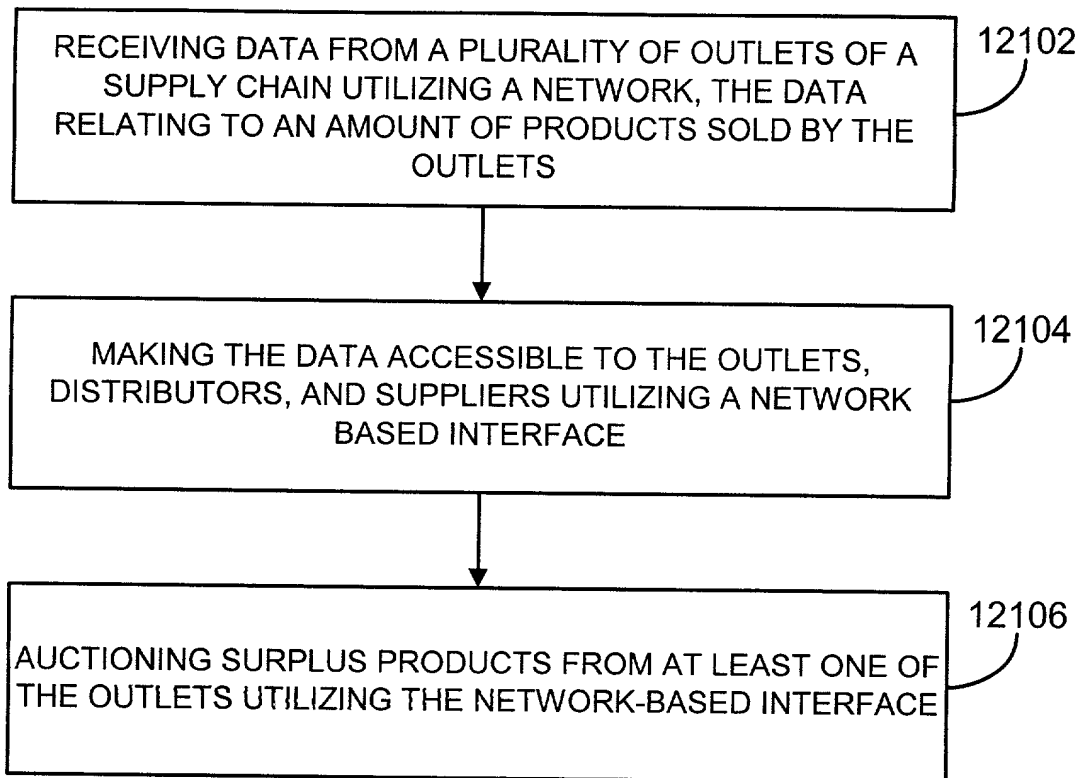 RECEIVING DATA FROM A PLURALITY OF OUTLETS OF A
SUPPLY CHAIN UTILIZING A NETWORK, THE DATA
RELATING TO AN AMOUNT OF PRODUCTS SOLD BY THE
OUTLETS
12102
MAKING THE DATA ACCESSIBLE TO THE OUTLETS,
DISTRIBUTORS, AND SUPPLIERS UTILIZING A NETWORK
BASED INTERFACE
12104
AUCTIONING SURPLUS PRODUCTS FROM AT LEAST ONE OF
THE OUTLETS UTILIZING THE NETWORK-BASED INTERFACE
12106